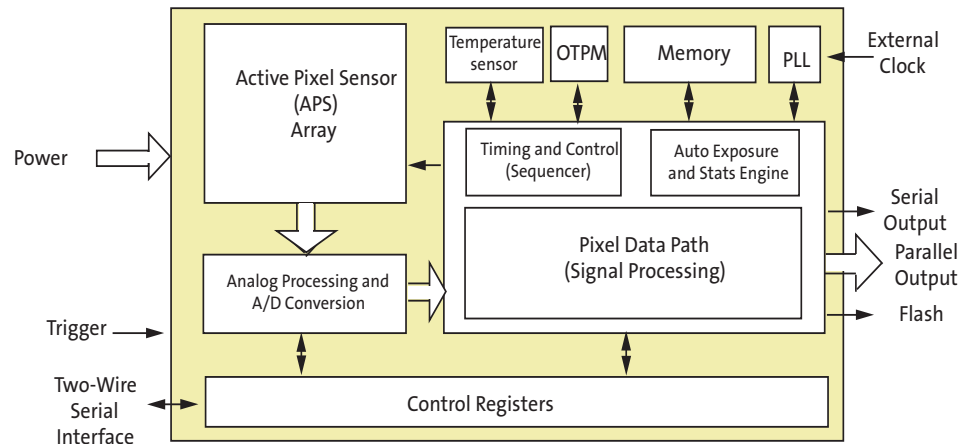 Active Pixel Sensor
(APS)
Array
Temperature
sensor
OTPM
Memory
PLL
External
Clock
Power
Timing and Control
(Sequencer)
Auto Exposure
and Stats Engine
Serial
Output
Pixel Data Path
(Signal Processing)
Parallel
Output
Analog Processing and
A/D Conversion
Trigger
Flash
Two-Wire
Serial
Interface
Control Registers